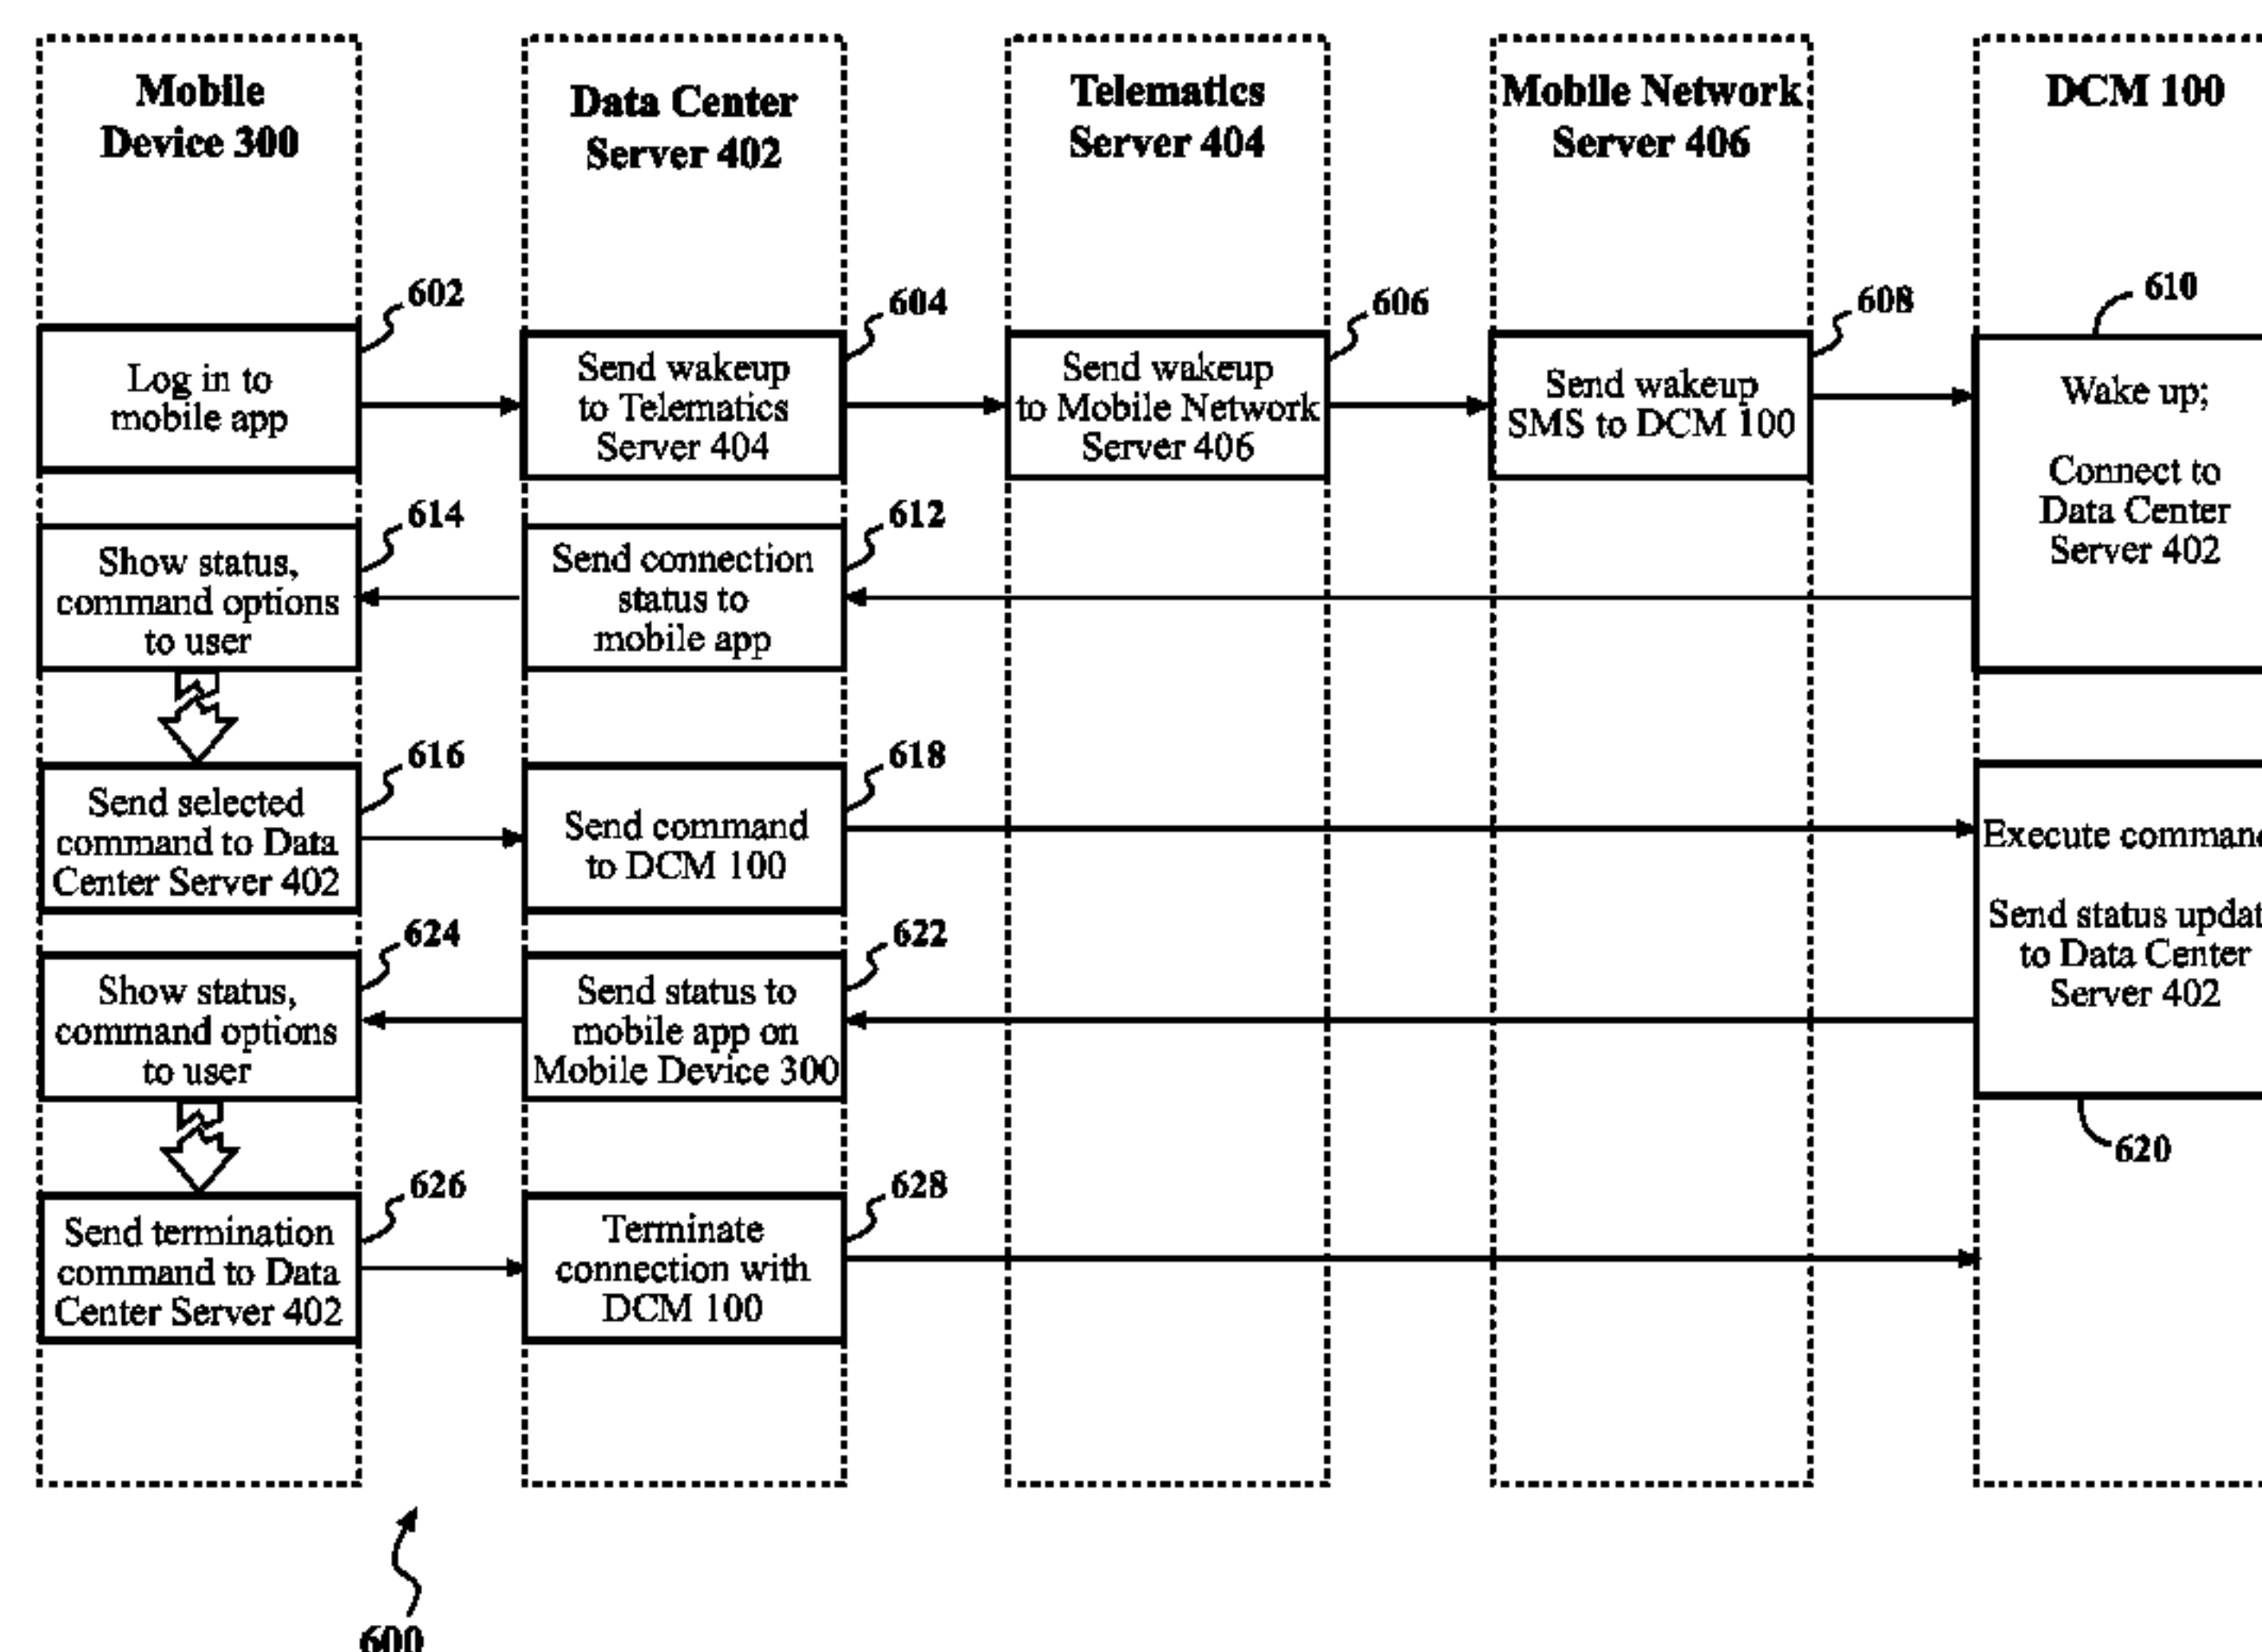 Mobile
Device 300
Data Center
Server 402
Telematics
Server 404
Mobile Network
Server 406
DCM 100
602
604
606
608
610
Log in to
mobile app
Send wakeup
to Telematics
Server 404
Send wakeup
to Mobile Network
Server 406
Send wakeup
SMS to DCM 100
Wake up;
Connect to
Data Center
Server 402
614
612
Show status,
command options
to user
Send connection
status to
mobile app
616
618
Send selected
command to Data
Center Server 402
Send command
to DCM 100
Execute comman
Send status updat
to Data Center
Server 402
620
624
622
Show status,
command options
to user
Send status to
mobile app on
Mobile Device 300
626
628
Send termination
command to Data
Center Server 402
Terminate
connection with
DCM 100
600